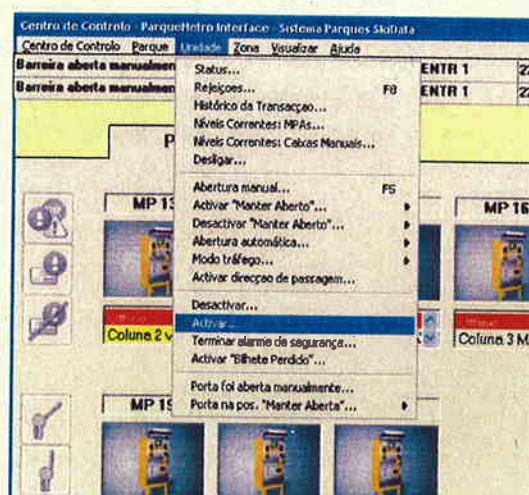 Centro de Controlo - ParqueMetro Interface - Sistema Parques SkiData
Centro de Controlo Parque Unidade Zona Visualizar Ajuda
Barreira aberta manualmen
ENTR 1
Barreira aberta manualmen
ENTR 1
P
Status...
Rejeiçoes... F8
Histórico da Transacçao...
Níveis Correntes: MPAs...
Níveis Correntes: Caixas Manuais...
Desligar...
Abertura manual... F5
Activar "Manter Aberto"...
Desactivar "Manter Aberto"...
Abertura automática...
Modo tráfego...
Activar direcçao de passagem...
Desactivar...
Activar...
Terminar alarme de segurança...
Activar "Bilhete Perdido"...
Porta foi aberta manualmente...
Porta na pos. "Manter Aberta"...
MP 13
MP 16
Coluna 2 v
Coluna 3 M
MP 19